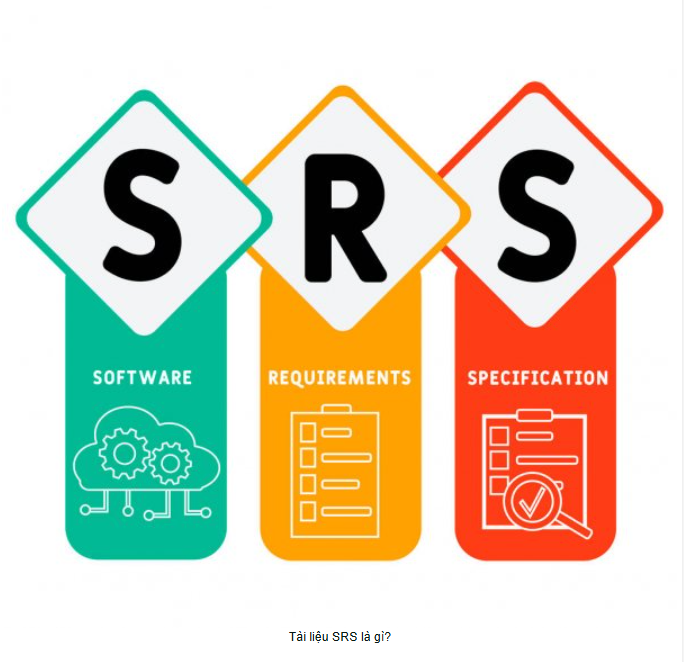 S R S
SOFTWARE REQUIREMENTS SPECIFICATION
Tài liệu SRS là gì?